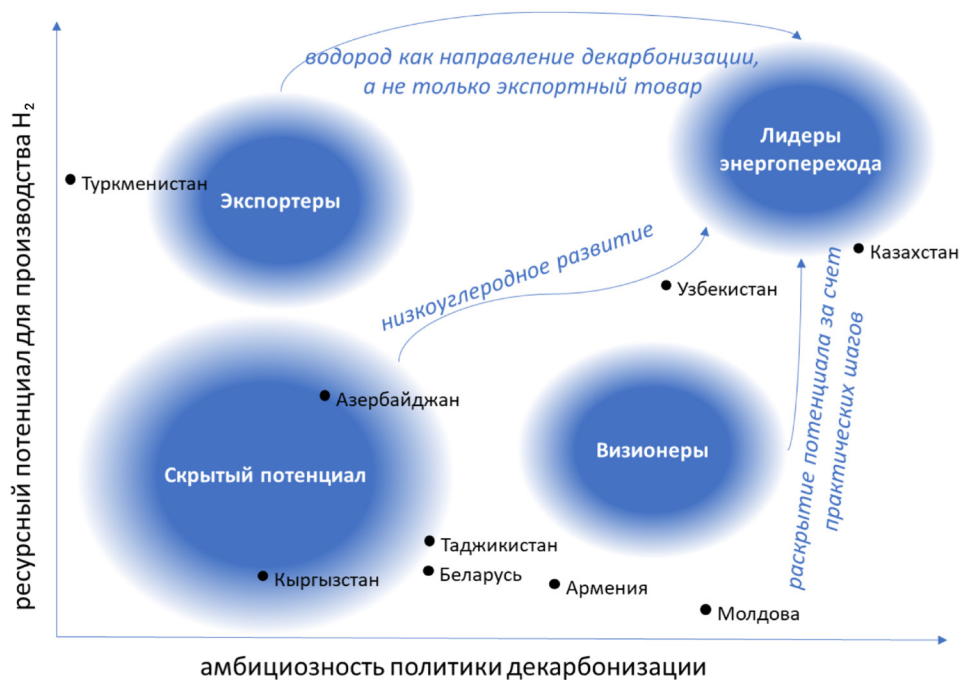 водород как направление декарбонизации,
а не только экспортный товар
Лидеры
энергоперехода
Туркменистан
Экспортеры
Казахстан
низкоуглеродное развитие
Узбекистан
раскрытие потенциала за счет
практических шагов
Азербайджан
Визионеры
Скрытый потенциал
Таджикистан
Беларусь
Кыргызстан
Армения
Молдова
ресурсный потенциал для производства H₂
амбициозность политики декарбонизации